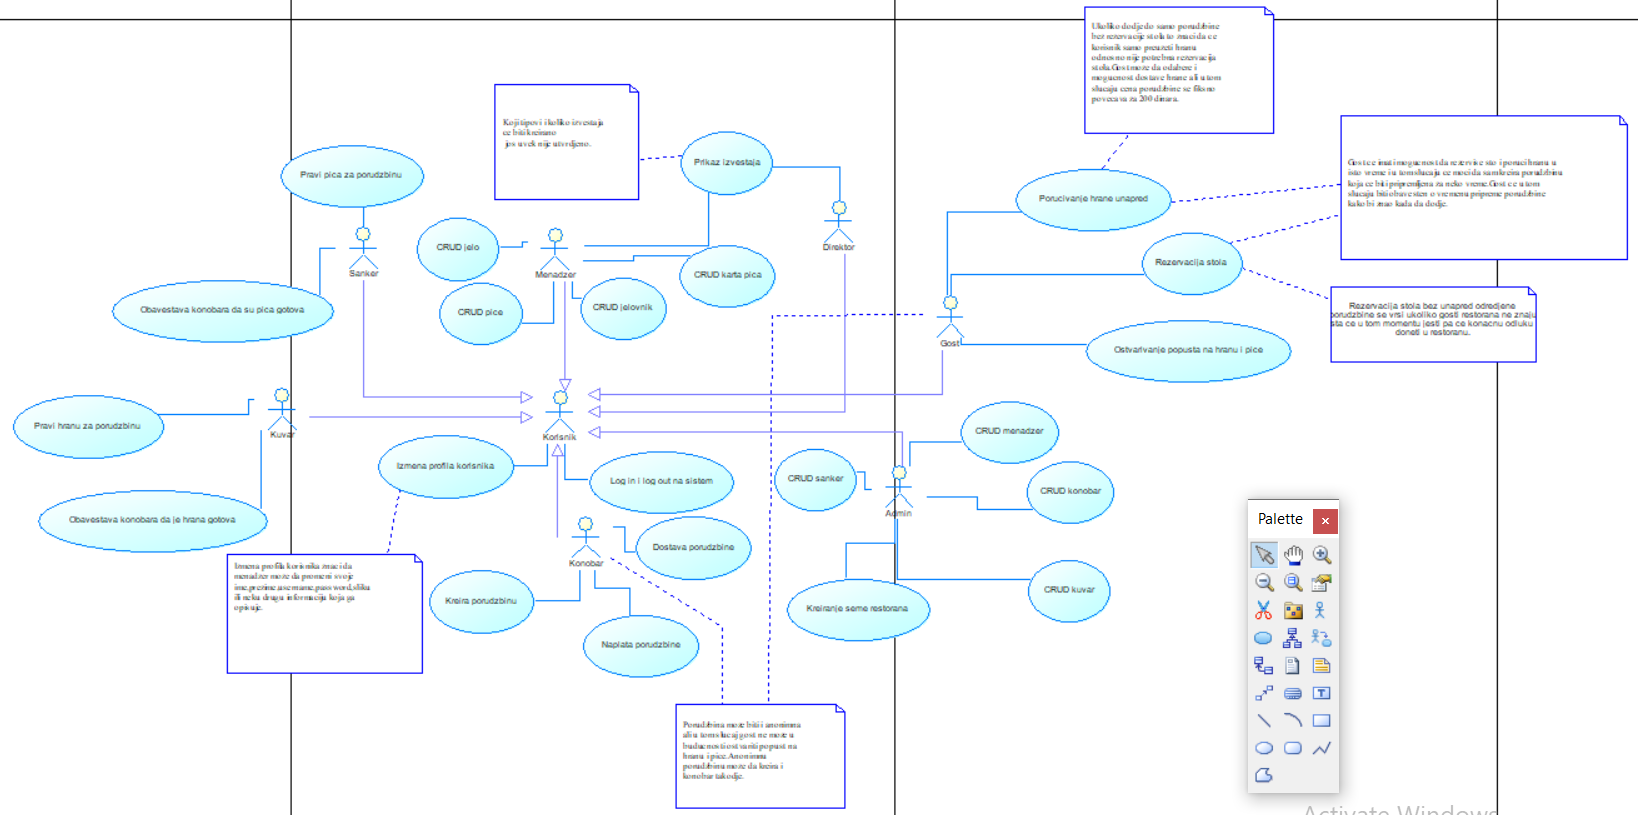 Ukoliko dodje do samo porudzbine
bez rezervacije stola to znaci da ce
korisnik samo preuzeti hranu
odnosno nije potrebna rezervacija
stola.Gost moze da odabere i
mogucnost dostave hrane ali u tom
slucaju cena porudzbine se fiksno
povecava za 200 dinara.
Koji tipovi i koliko izvestaja
ce biti kreirano
jos uvek nije utvrdjeno.
Prikaz izvestaja
Pravi pica za porudzbinu
Gost ce imati mogucnost da rezervise sto i poruci hranu u
isto vreme i u tom slucaju ce moci da sam kreira porudzbinu
koja ce biti pripremljena za neko vreme.Gost ce u tom
slucaju biti obavesten o vremenu pripreme porudzbine
kako bi znao kada da dodje.
Porucivanje hrane unapred
Sanker
CRUD jelo
Menadzer
Direktor
CRUD karta pica
Rezervacija stola
Obavestava konobara da su pica gotova
CRUD pice
CRUD jelovnik
Rezervacija stola bez unapred odredjene
porudzbine se vrsi ukoliko gosti restorana ne znaju
sta ce u tom momentu jesti pa ce konacnu odluku
doneti u restoranu.
Gost
Ostvarivanje popusta na hranu i pice
Pravi hranu za porudzbinu
Kuvar
Korisnik
CRUD menadzer
Izmena profila korisnika
Log in i log out na sistem
CRUD sanker
Admin
CRUD konobar
Obavestava konobara da je hrana gotova
Konobar
Dostava porudzbine
Palette
Izmena profila korisnika znaci da
menadzer moze da promeni svoje
ime,prezime,username,password,sliku
ili neku drugu informaciju koja ga
opisuje.
Kreira porudzbinu
Kreiranje seme restorana
CRUD kuvar
Naplata porudzbine
Porudzbina moze biti i anonimna
ali u tom slucaj gost ne moze u
buducnosti ostvariti popust na
hranu i pice.Anonimnu
porudzbinu moze da kreira i
konobar takodje.
Activate Windows